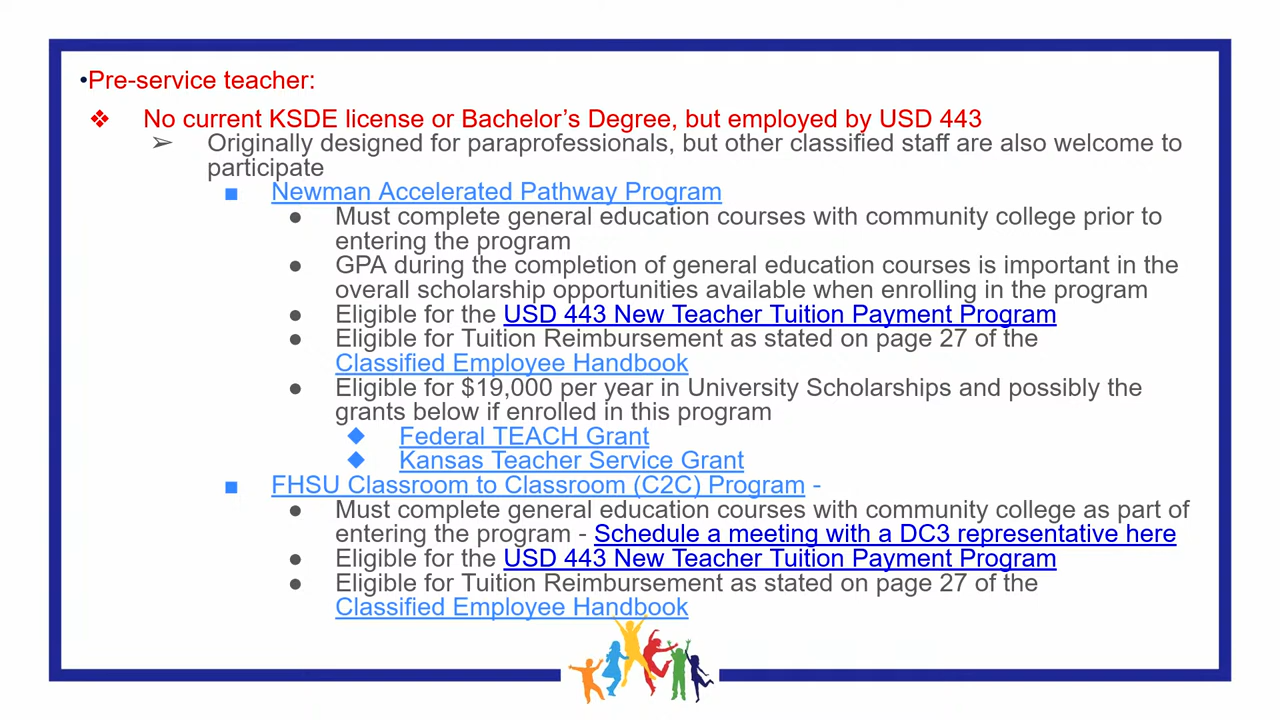 •Pre-service teacher:
❖ No current KSDE license or Bachelor's Degree, but employed by USD 443
➢ Originally designed for paraprofessionals, but other classified staff are also welcome to
participate
■ Newman Accelerated Pathway Program
● Must complete general education courses with community college prior to
entering the program
● GPA during the completion of general education courses is important in the
overall scholarship opportunities available when enrolling in the program
● Eligible for the USD 443 New Teacher Tuition Payment Program
● Eligible for Tuition Reimbursement as stated on page 27 of the
Classified Employee Handbook
● Eligible for $19,000 per year in University Scholarships and possibly the
grants below if enrolled in this program
◆ Federal TEACH Grant
◆ Kansas Teacher Service Grant
■ FHSU Classroom to Classroom (C2C) Program -
● Must complete general education courses with community college as part of
entering the program - Schedule a meeting with a DC3 representative here
● Eligible for the USD 443 New Teacher Tuition Payment Program
● Eligible for Tuition Reimbursement as stated on page 27 of the
Classified Employee Handbook